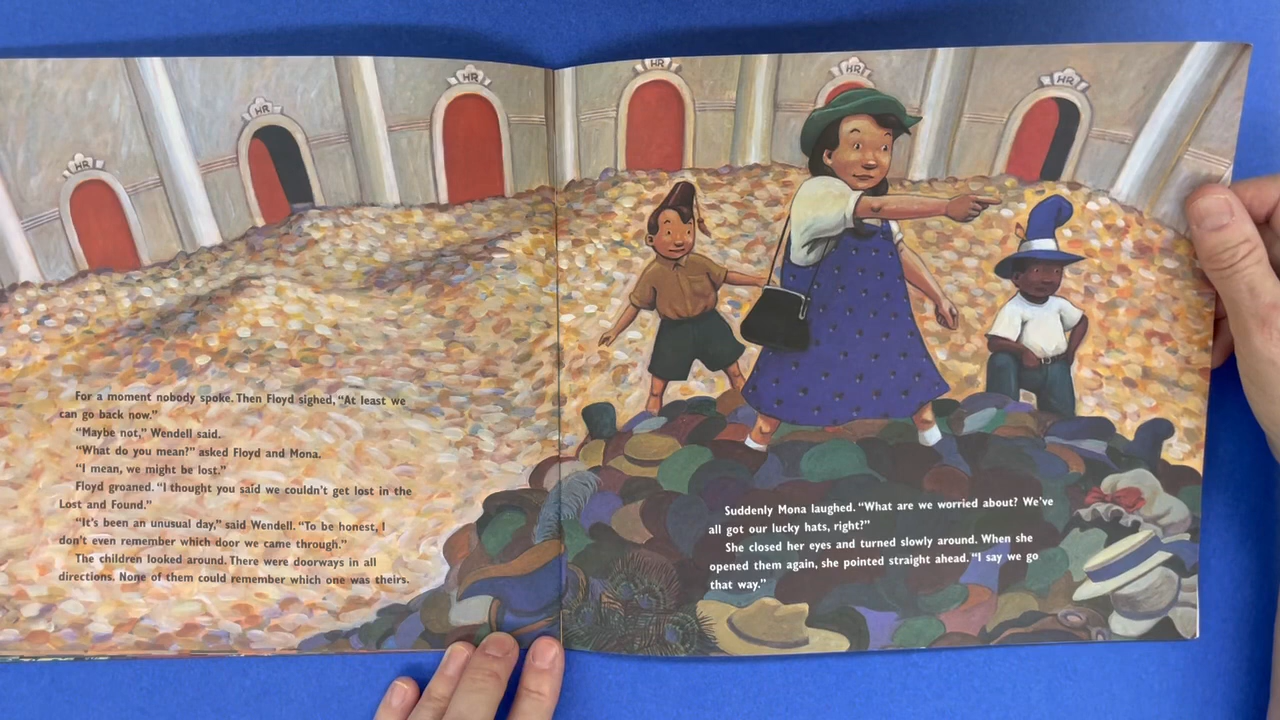 HR
HR
HR
HR
HR
HR
For a moment nobody spoke. Then Floyd sighed, “At least we
can go back now.”
“Maybe not,” Wendell said.
“What do you mean?” asked Floyd and Mona.
“I mean, we might be lost.”
Floyd groaned. “I thought you said we couldn’t get lost in the
Lost and Found.”
“It’s been an unusual day,” said Wendell. “To be honest, I
don’t even remember which door we came through.”
The children looked around. There were doorways in all
directions. None of them could remember which one was theirs.
Suddenly Mona laughed. “What are we worried about? We’ve
all got our lucky hats, right?”
She closed her eyes and turned slowly around. When she
opened them again, she pointed straight ahead. “I say we go
that way.”